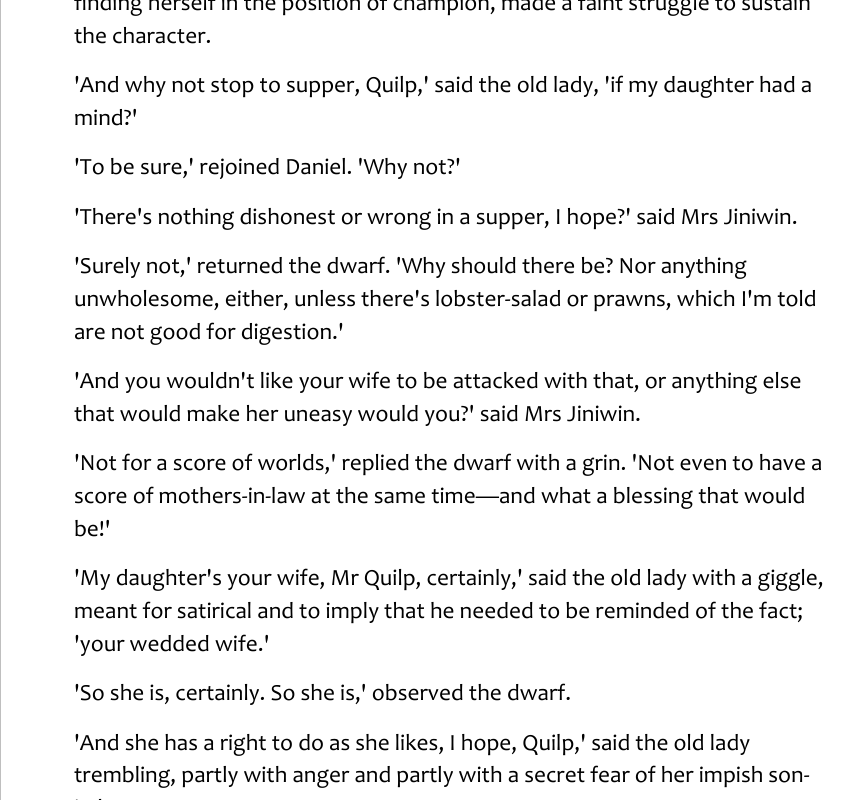 finding herself in the position of champion, made a faint struggle to sustain
the character.
'And why not stop to supper, Quilp,' said the old lady, 'if my daughter had a
mind?'
'To be sure,' rejoined Daniel. 'Why not?'
'There's nothing dishonest or wrong in a supper, I hope?' said Mrs Jiniwin.
'Surely not,' returned the dwarf. 'Why should there be? Nor anything
unwholesome, either, unless there's lobster-salad or prawns, which I'm told
are not good for digestion.'
'And you wouldn't like your wife to be attacked with that, or anything else
that would make her uneasy would you?' said Mrs Jiniwin.
'Not for a score of worlds,' replied the dwarf with a grin. 'Not even to have a
score of mothers-in-law at the same time—and what a blessing that would
be!'
'My daughter's your wife, Mr Quilp, certainly,' said the old lady with a giggle,
meant for satirical and to imply that he needed to be reminded of the fact;
'your wedded wife.'
'So she is, certainly. So she is,' observed the dwarf.
'And she has a right to do as she likes, I hope, Quilp,' said the old lady
trembling, partly with anger and partly with a secret fear of her impish son-